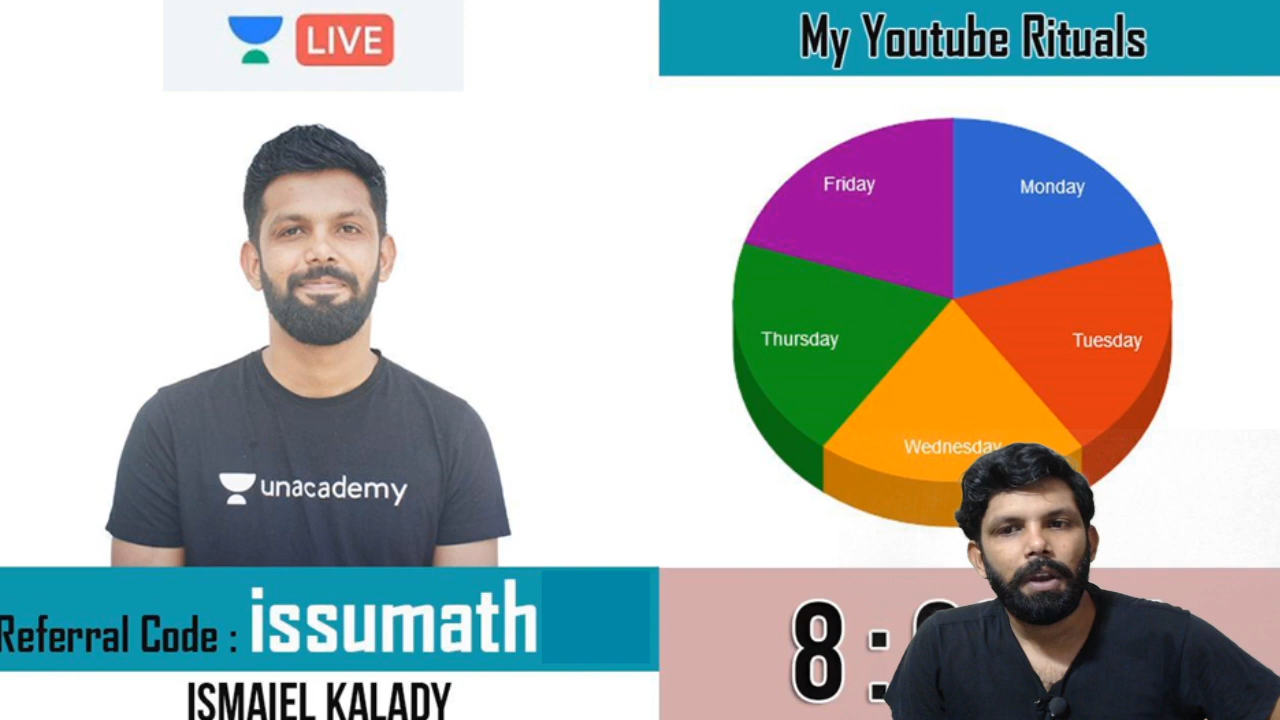 LIVE
unacademy
Referral Code : issumath
ISMAIEL KALADY
My Youtube Rituals
Friday
Monday
Thursday
Tuesday
Wednesday
8 :